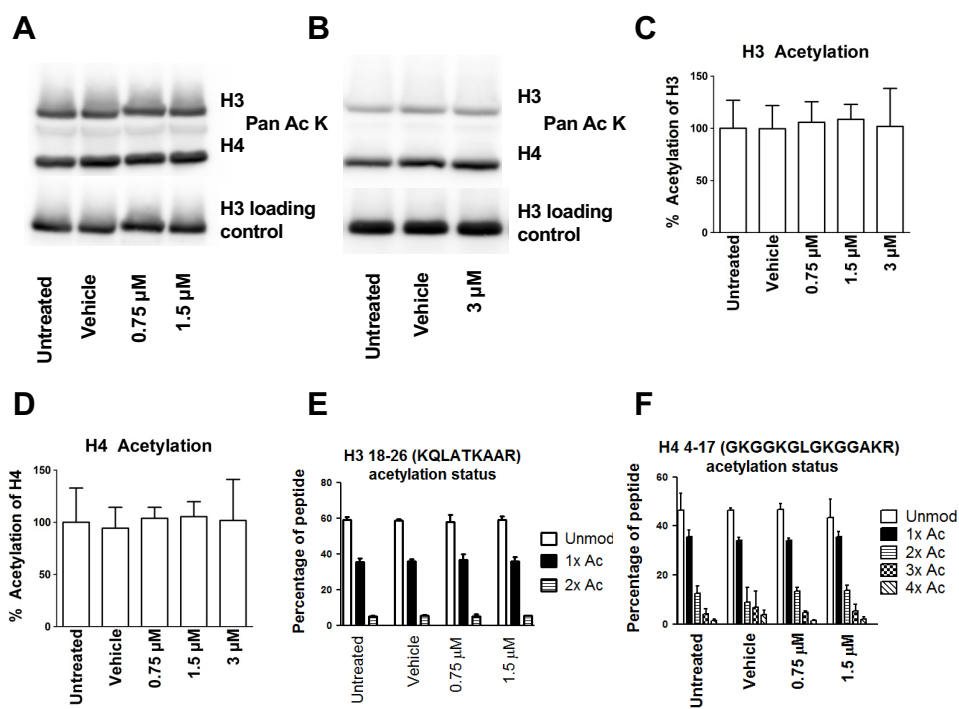 A
H3
Pan Ac K
H4
H3 loading
control
Untreated
Vehicle
0.75 µM
1.5 µM
B
H3
Pan Ac K
H4
H3 loading
control
Untreated
Vehicle
3 µM
C
H3 Acetylation
% Acetylation of H3
150
100
50
0
Untreated
Vehicle
0.75 µM
1.5 µM
3 µM
D
H4 Acetylation
% Acetylation of H4
150
100
50
0
Untreated
Vehicle
0.75 µM
1.5 µM
3 µM
E
H3 18-26 (KQLATKAAR)
acetylation status
Percentage of peptide
80
60
40
20
0
Unmod
1x Ac
2x Ac
Untreated
Vehicle
0.75 µM
1.5 µM
F
H4 4-17 (GKGGKGLGKGGAKR)
acetylation status
Percentage of peptide
60
40
20
0
Unmod
1x Ac
2x Ac
3x Ac
4x Ac
Untreated
Vehicle
0.75 µM
1.5 µM